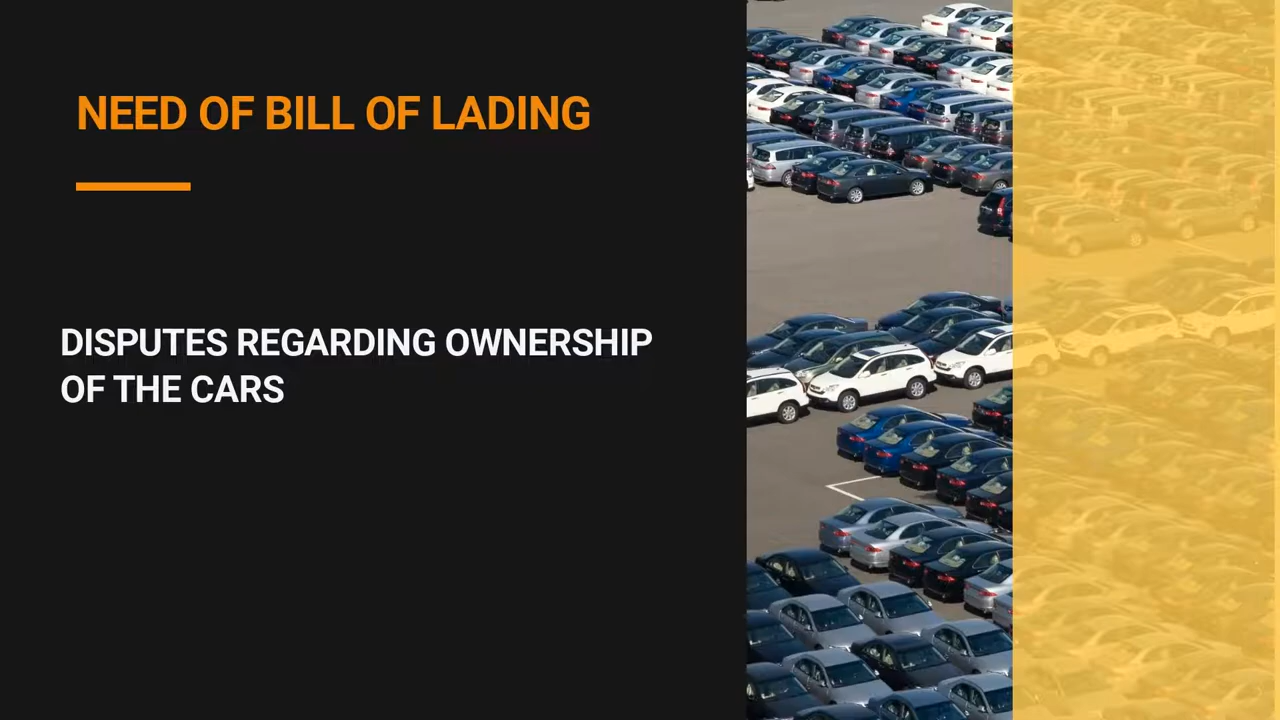 NEED OF BILL OF LADING
DISPUTES REGARDING OWNERSHIP
OF THE CARS